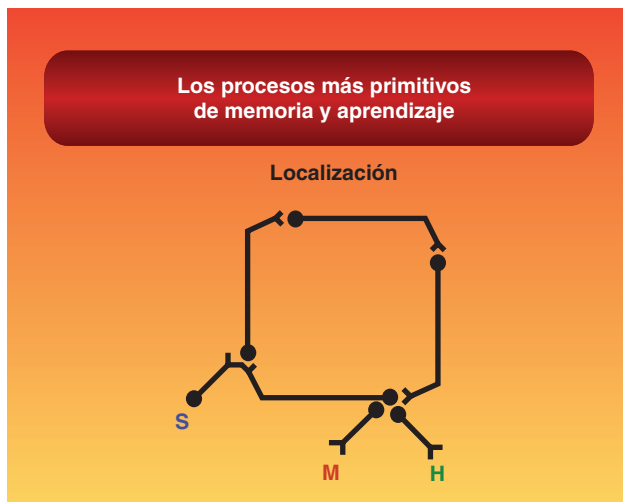 Los procesos más primitivos
de memoria y aprendizaje
Localización
S
M
H